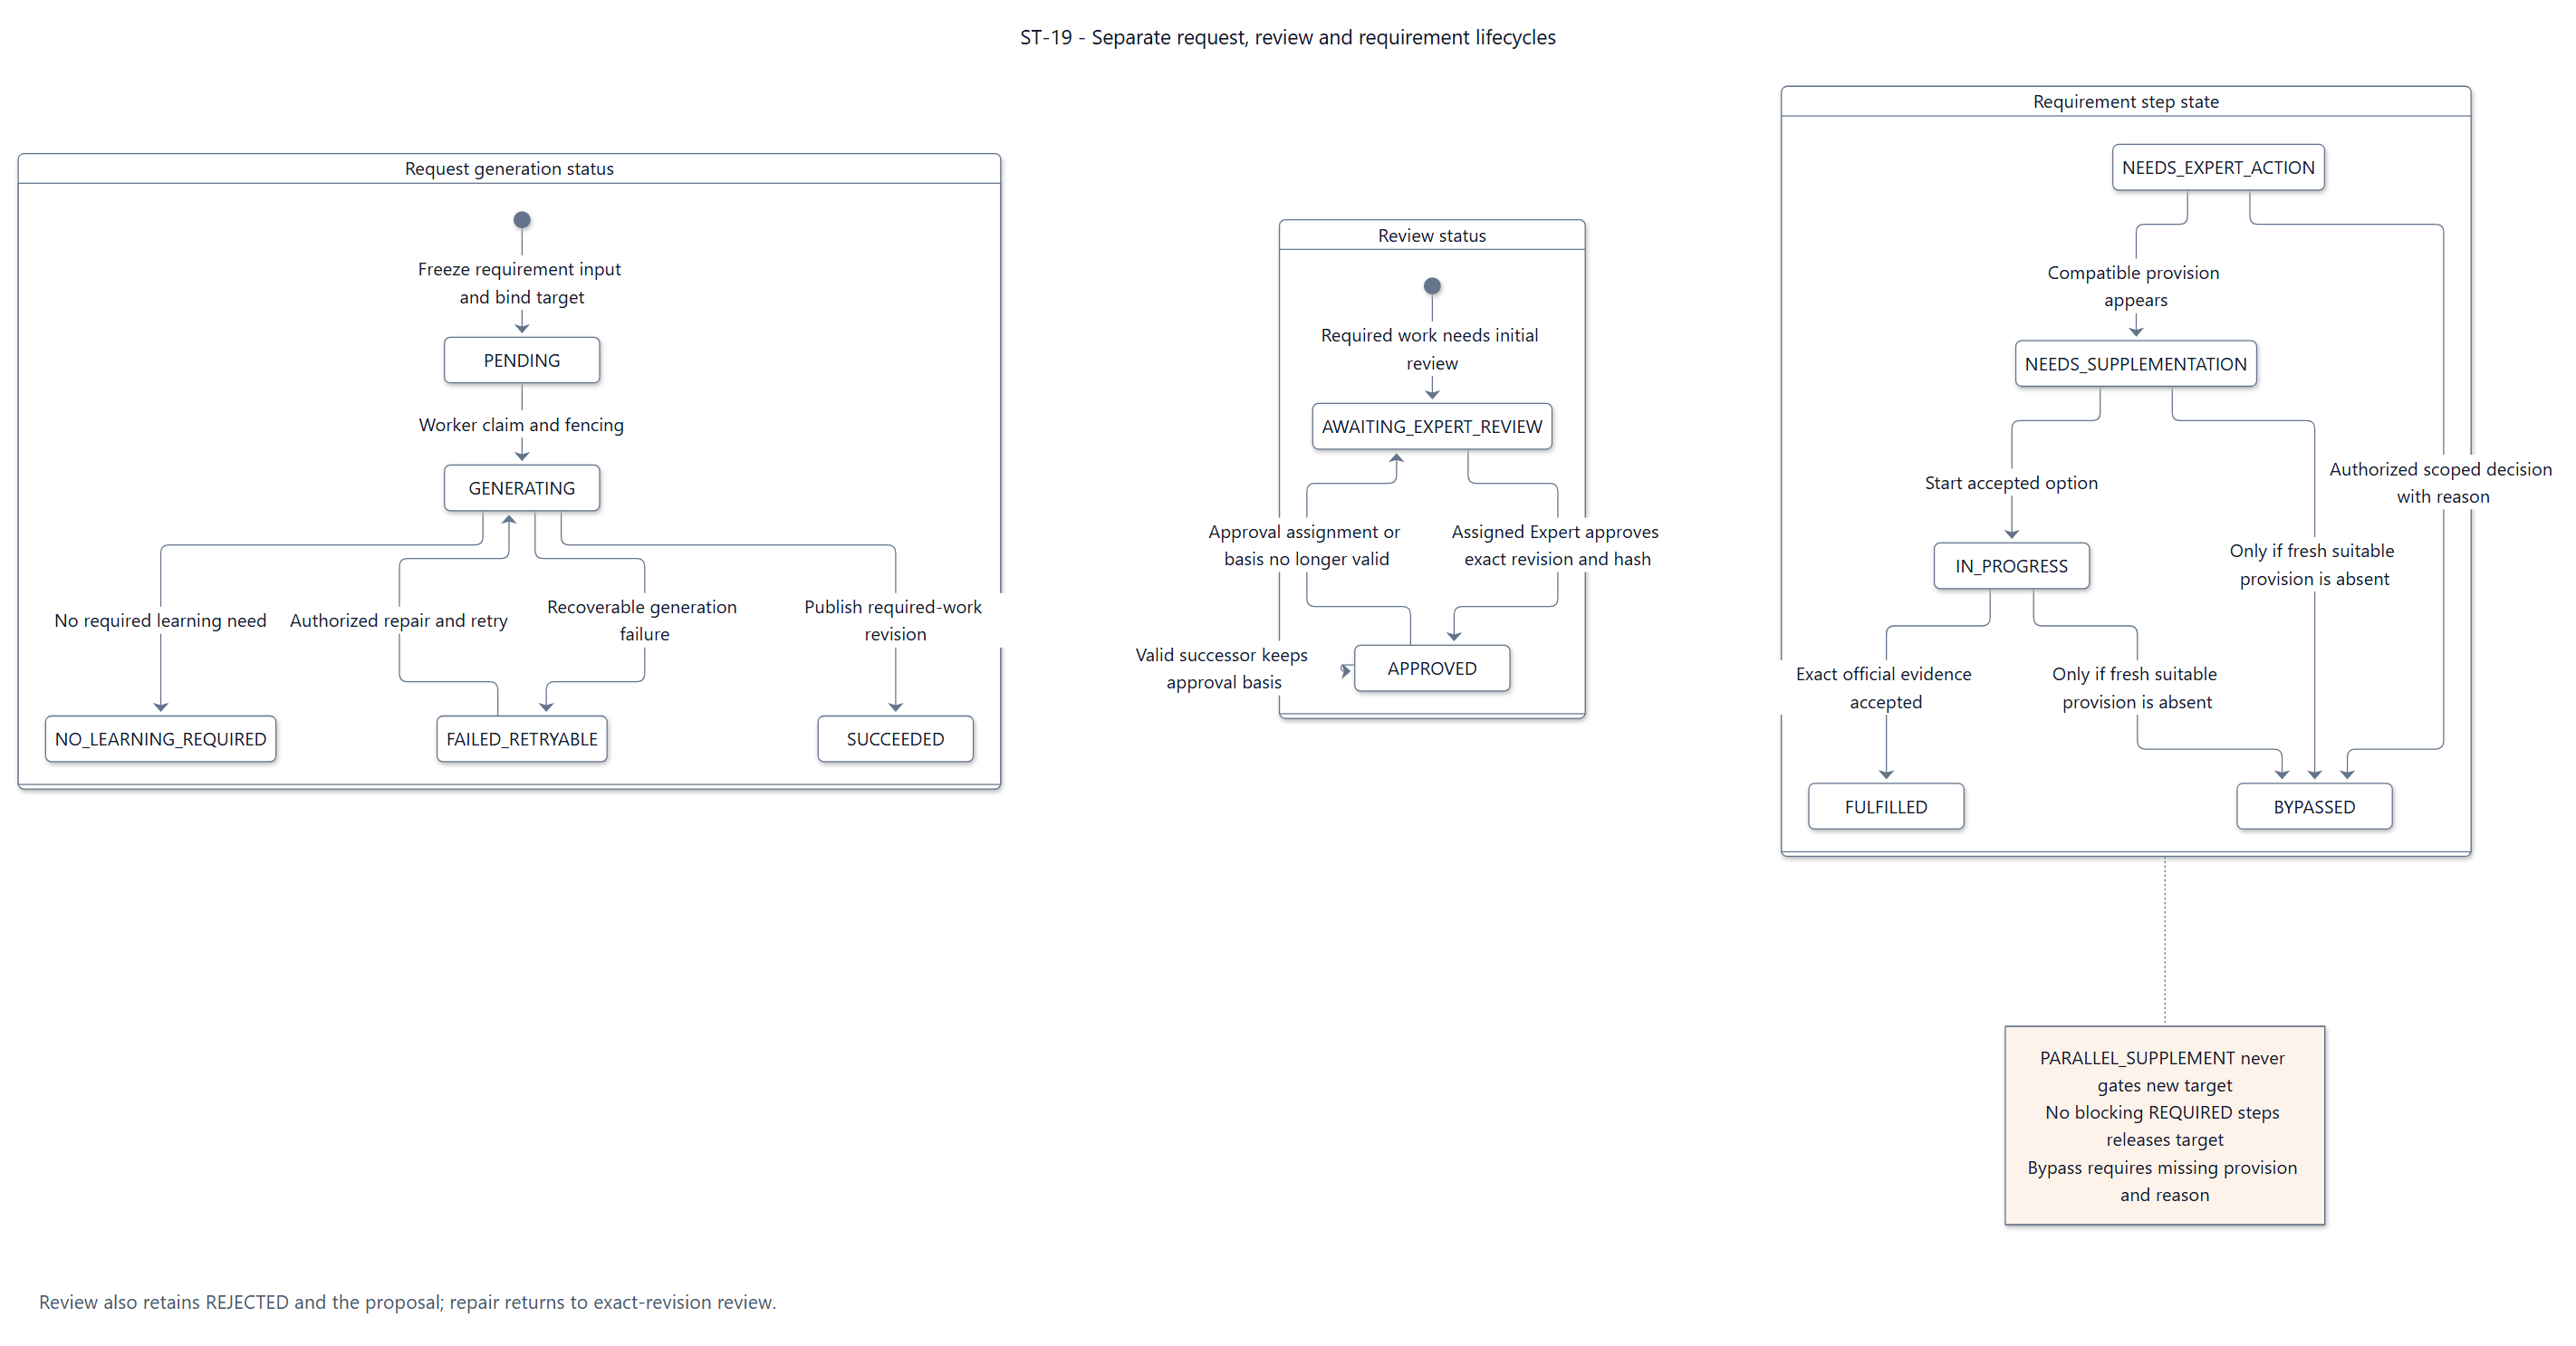 ST-19 - Separate request, review and requirement lifecycles
Request generation status
Freeze requirement input
and bind target
PENDING
Worker claim and fencing
GENERATING
No required learning need
Authorized repair and retry
Recoverable generation
failure
Publish required-work
revision
NO_LEARNING_REQUIRED
FAILED_RETRYABLE
SUCCEEDED
Review status
Required work needs initial
review
AWAITING_EXPERT_REVIEW
Approval assignment or
basis no longer valid
Assigned Expert approves
exact revision and hash
Valid successor keeps
approval basis
APPROVED
Requirement step state
NEEDS_EXPERT_ACTION
Compatible provision
appears
NEEDS_SUPPLEMENTATION
Authorized scoped decision
with reason
Start accepted option
Only if fresh suitable
provision is absent
IN_PROGRESS
Exact official evidence
accepted
Only if fresh suitable
provision is absent
FULFILLED
BYPASSED
PARALLEL_SUPPLEMENT never
gates new target
No blocking REQUIRED steps
releases target
Bypass requires missing provision
and reason
Review also retains REJECTED and the proposal; repair returns to exact-revision review.